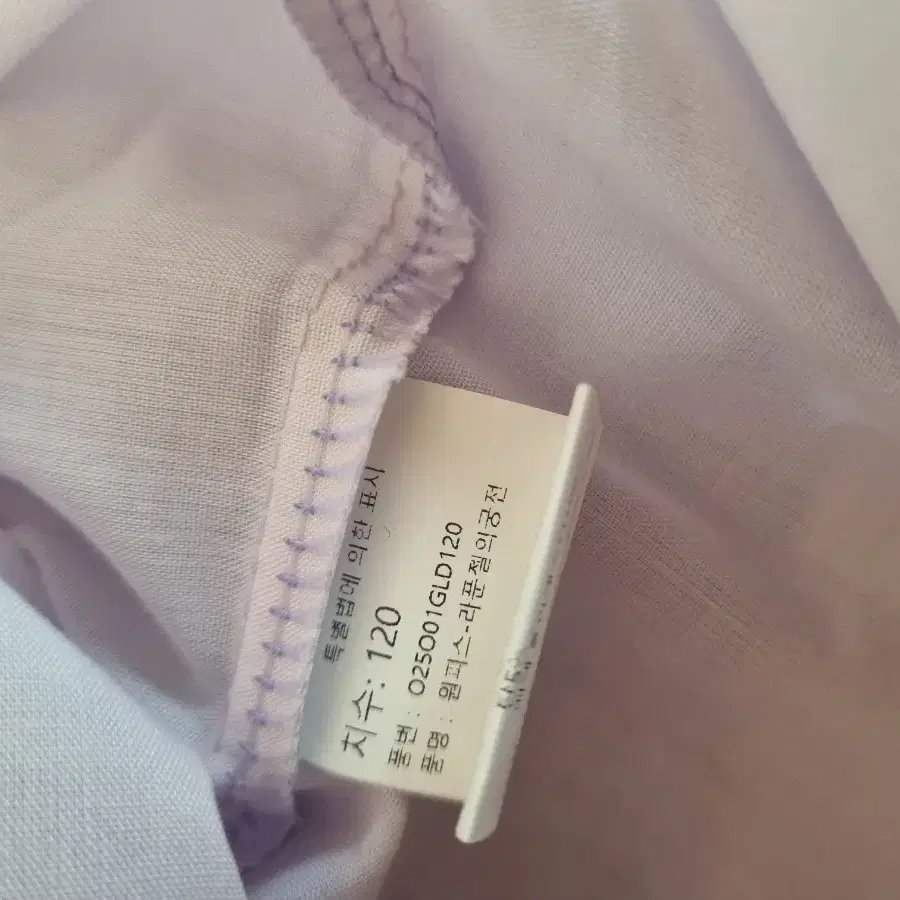 특별법에 의한 표시
치수: 120
품번 : O25O01GLD120
품명 : 원피스-라푼젤의궁전